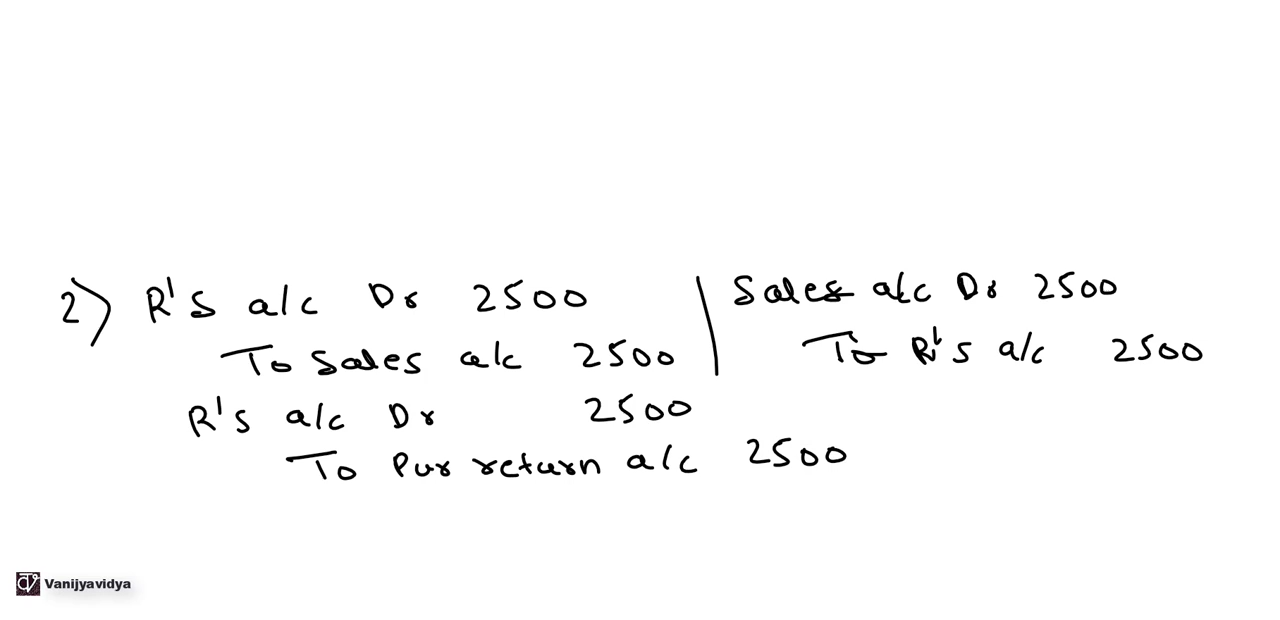 2) R's a/c Dr 2500 | Sales a/c Dr 2500
To Sales a/c 2500 | To R's a/c 2500
R's a/c Dr 2500
To Pur return a/c 2500
Vanijyavidya